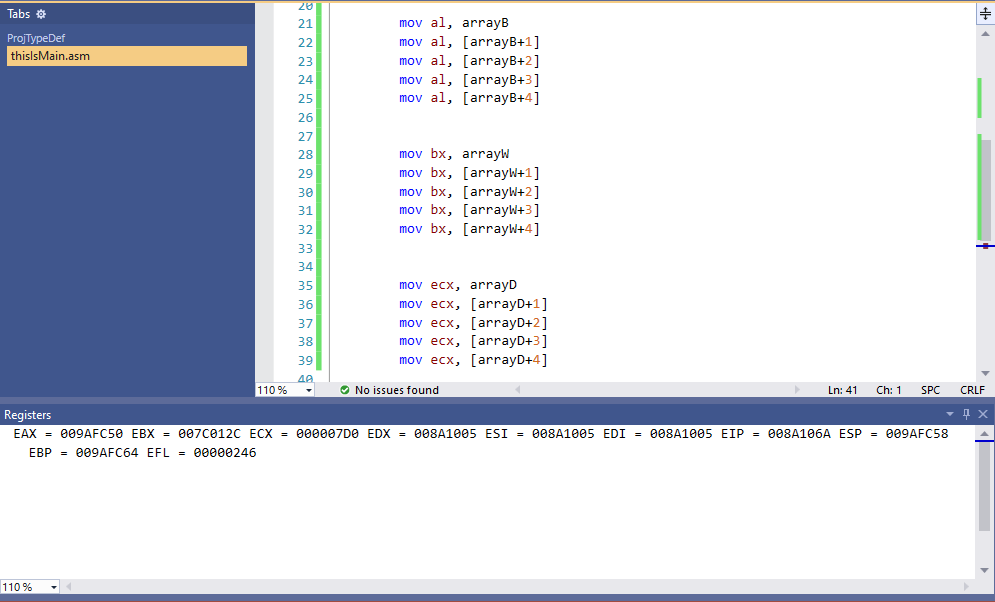 Tabs
ProjTypeDef
thisIsMain.asm
20
21 mov al, arrayB
22 mov al, [arrayB+1]
23 mov al, [arrayB+2]
24 mov al, [arrayB+3]
25 mov al, [arrayB+4]
26
27
28 mov bx, arrayW
29 mov bx, [arrayW+1]
30 mov bx, [arrayW+2]
31 mov bx, [arrayW+3]
32 mov bx, [arrayW+4]
33
34
35 mov ecx, arrayD
36 mov ecx, [arrayD+1]
37 mov ecx, [arrayD+2]
38 mov ecx, [arrayD+3]
39 mov ecx, [arrayD+4]
40
110 % No issues found Ln: 41 Ch: 1 SPC CRLF
Registers
EAX = 009AFC50 EBX = 007C012C ECX = 000007D0 EDX = 008A1005 ESI = 008A1005 EDI = 008A1005 EIP = 008A106A ESP = 009AFC58
EBP = 009AFC64 EFL = 00000246
110 %